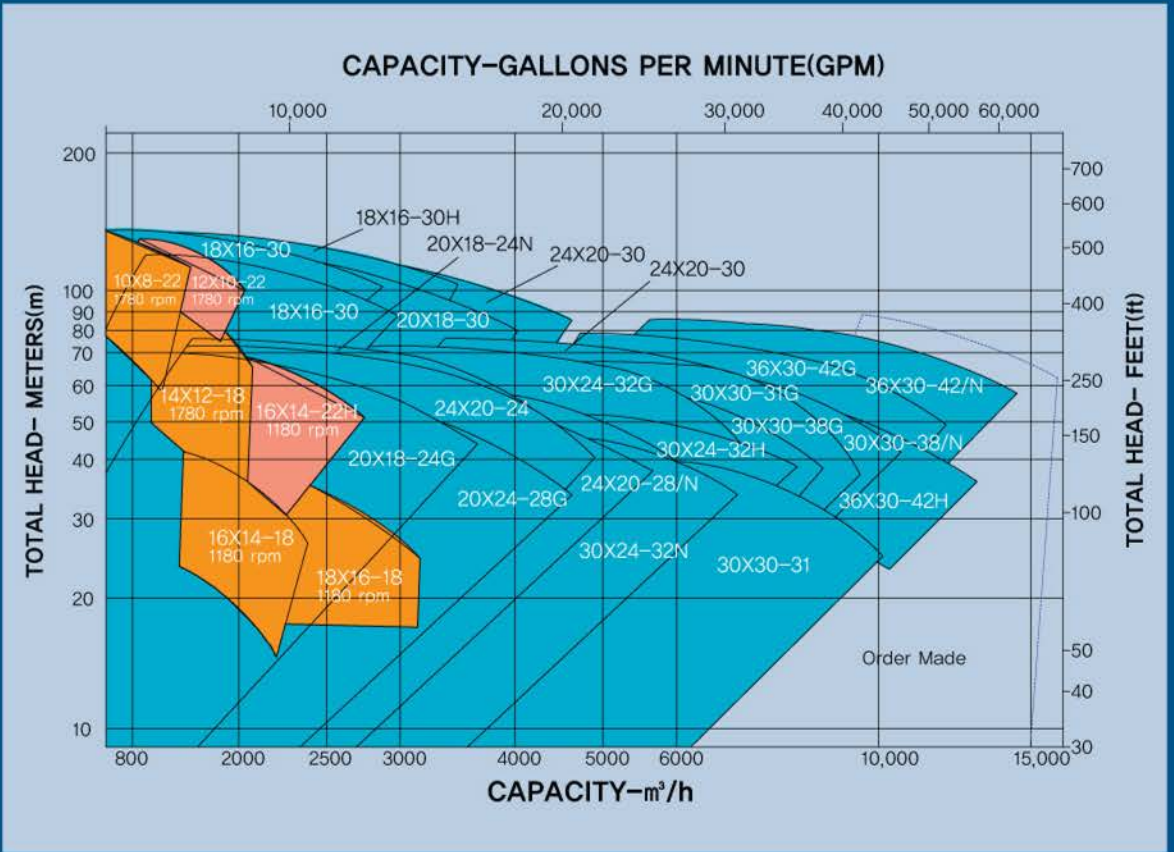 CAPACITY-GALLONS PER MINUTE(GPM)
10,000 20,000 30,000 40,000 50,000 60,000
200
100
90
80
70
60
50
40
30
20
10
TOTAL HEAD- METERS(m)
700
600
500
400
250
150
100
50
40
30
TOTAL HEAD- FEET(ft)
18X16-30H
20X18-24N
24X20-30
24X20-30
18X16-30
10X8-22
1780 rpm
12X10-22
1780 rpm
18X16-30
20X18-30
36X30-42G
36X30-42/N
30X24-32G
30X30-31G
14X12-18
1780 rpm
16X14-22H
1180 rpm
24X20-24
30X30-38G
30X30-38/N
30X24-32H
20X18-24G
24X20-28/N
20X24-28G
36X30-42H
16X14-18
1180 rpm
30X24-32N
30X30-31
18X16-18
1180 rpm
Order Made
800 2000 2500 3000 4000 5000 6000 10,000 15,000
CAPACITY-m³/h